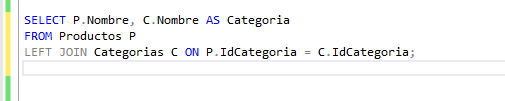 SELECT P.Nombre, C.Nombre AS Categoria
FROM Productos P
LEFT JOIN Categorias C ON P.IdCategoria = C.IdCategoria;